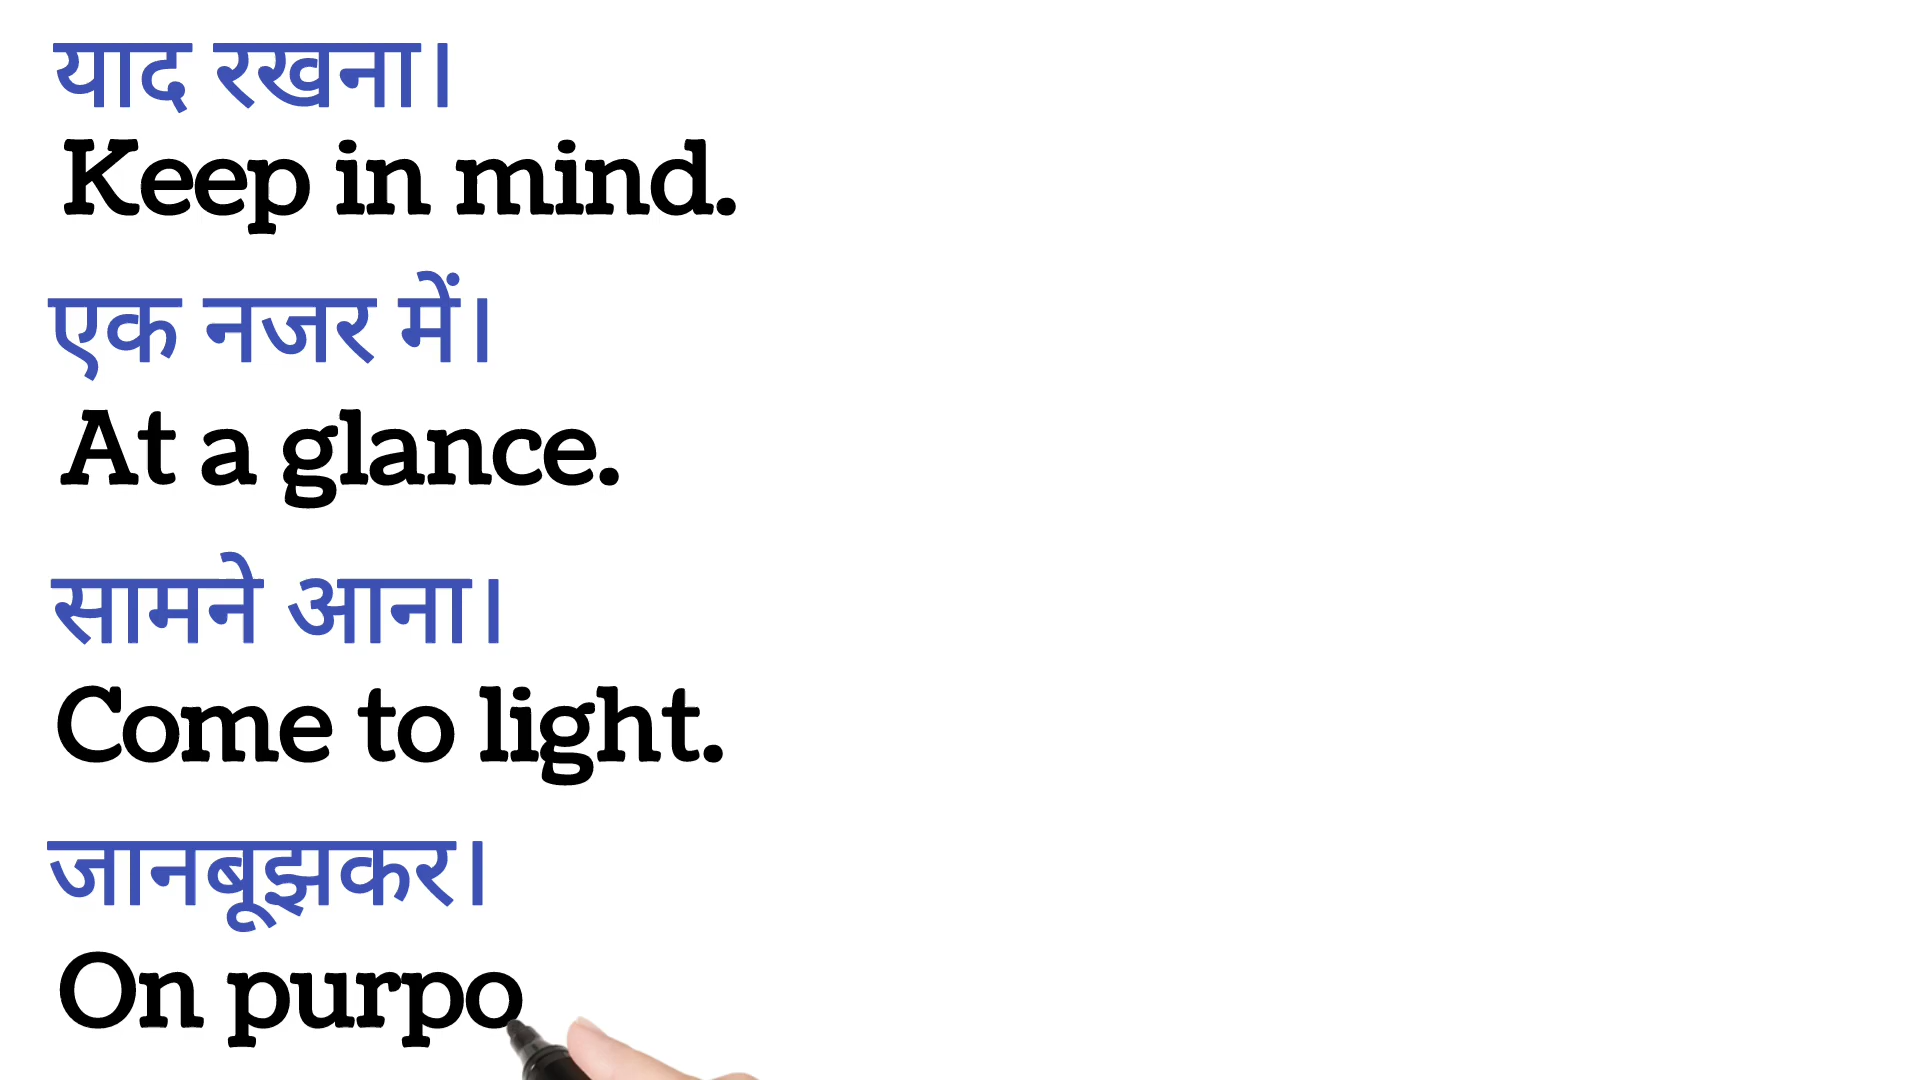 याद रखना।
Keep in mind.
एक नजर में।
At a glance.
सामने आना।
Come to light.
जानबूझकर।
On purpo